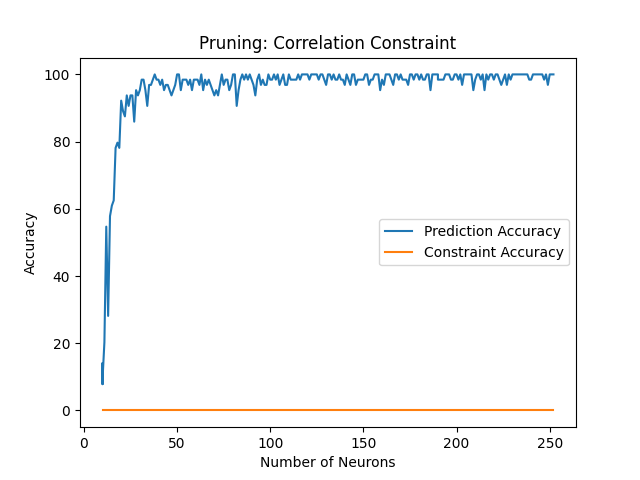 Pruning: Correlation Constraint
100
80
60
40
20
0
Accuracy
Prediction Accuracy
Constraint Accuracy
0 50 100 150 200 250
Number of Neurons